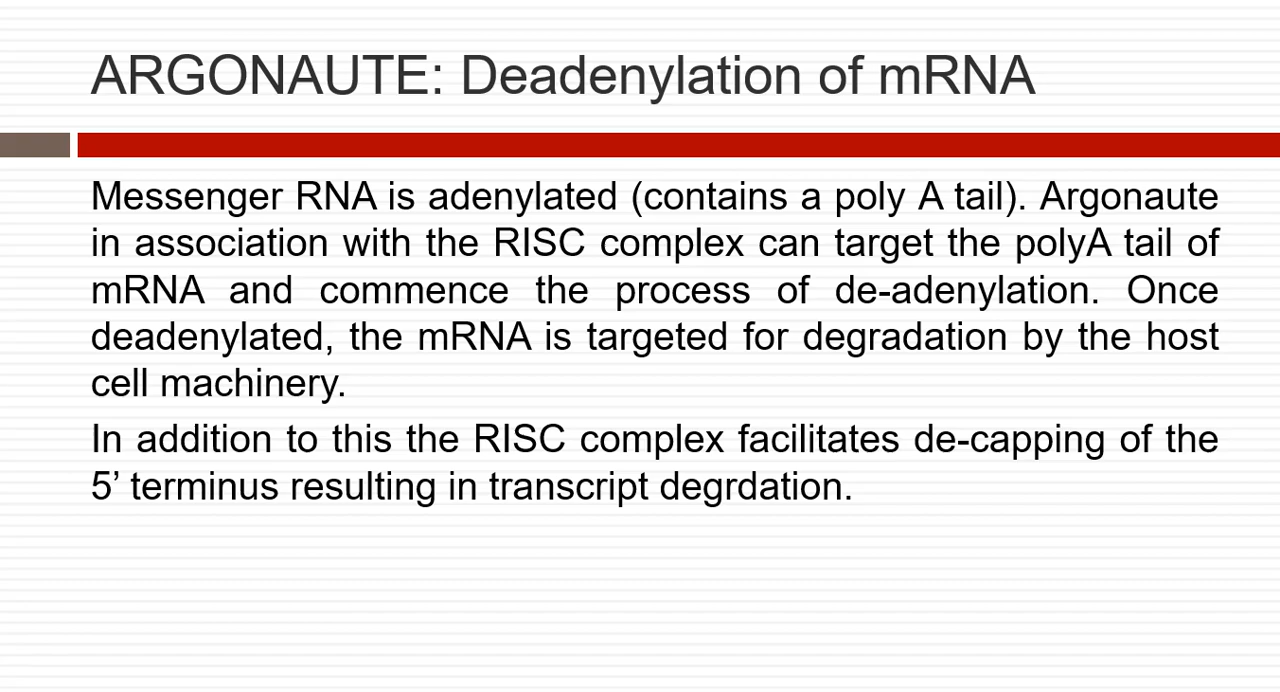 ARGONAUTE: Deadenylation of mRNA
Messenger RNA is adenylated (contains a poly A tail). Argonaute
in association with the RISC complex can target the polyA tail of
mRNA and commence the process of de-adenylation. Once
deadenylated, the mRNA is targeted for degradation by the host
cell machinery.
In addition to this the RISC complex facilitates de-capping of the
5’ terminus resulting in transcript degrdation.